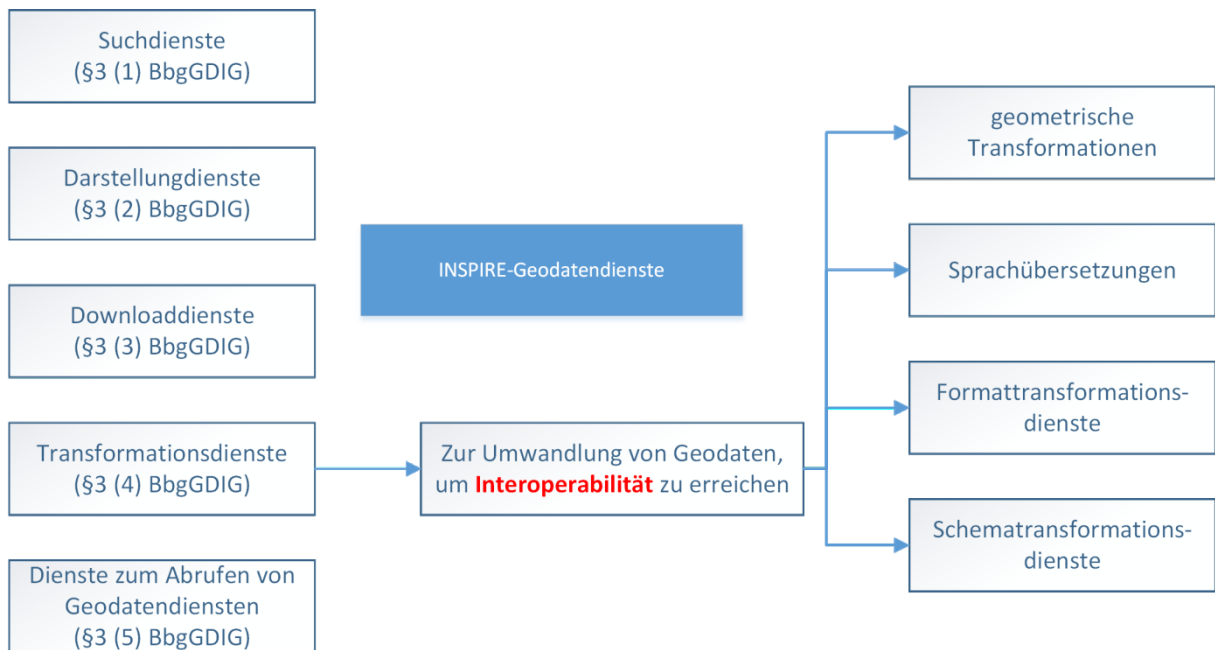 Suchdienste
(§3 (1) BbgGDIG)
Darstellungdienste
(§3 (2) BbgGDIG)
Downloaddienste
(§3 (3) BbgGDIG)
Transformationsdienste
(§3 (4) BbgGDIG)
Dienste zum Abrufen von
Geodatendiensten
(§3 (5) BbgGDIG)
INSPIRE-Geodatendienste
Zur Umwandlung von Geodaten,
um Interoperabilität zu erreichen
geometrische
Transformationen
Sprachübersetzungen
Formattransformations-
dienste
Schematransformations-
dienste